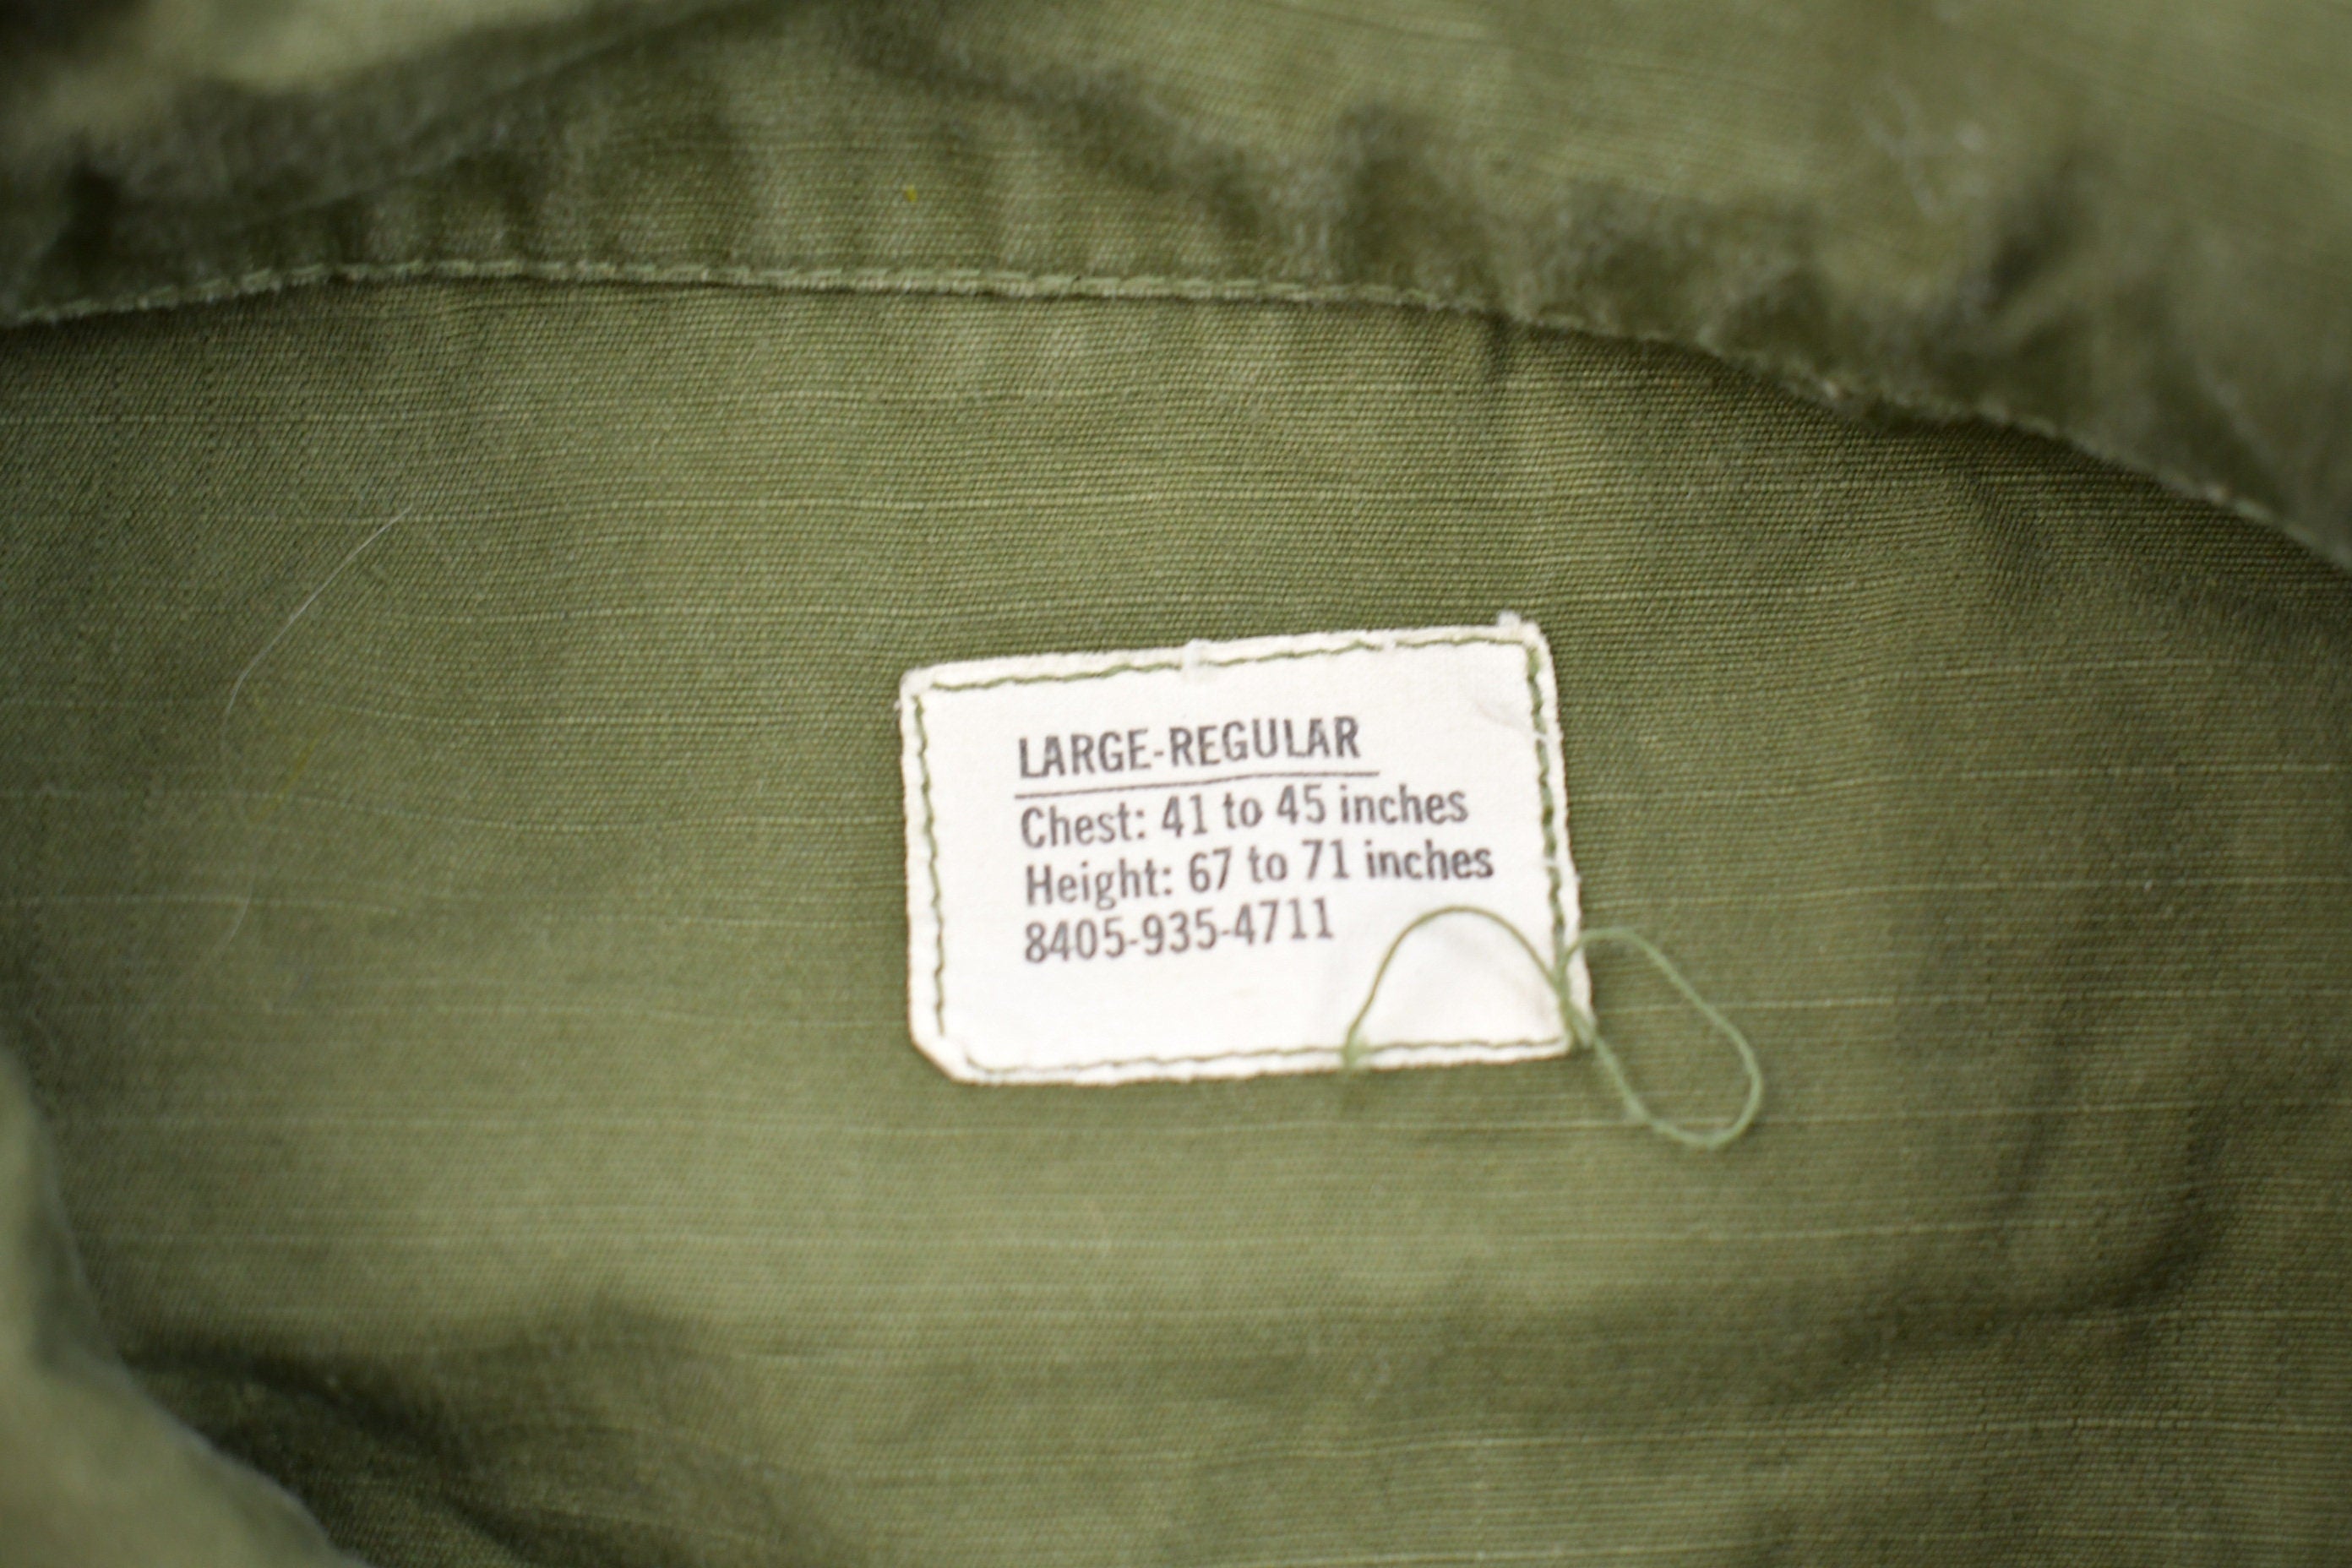 LARGE-REGULAR
Chest: 41 to 45 inches
Height: 67 to 71 inches
8405-935-4711